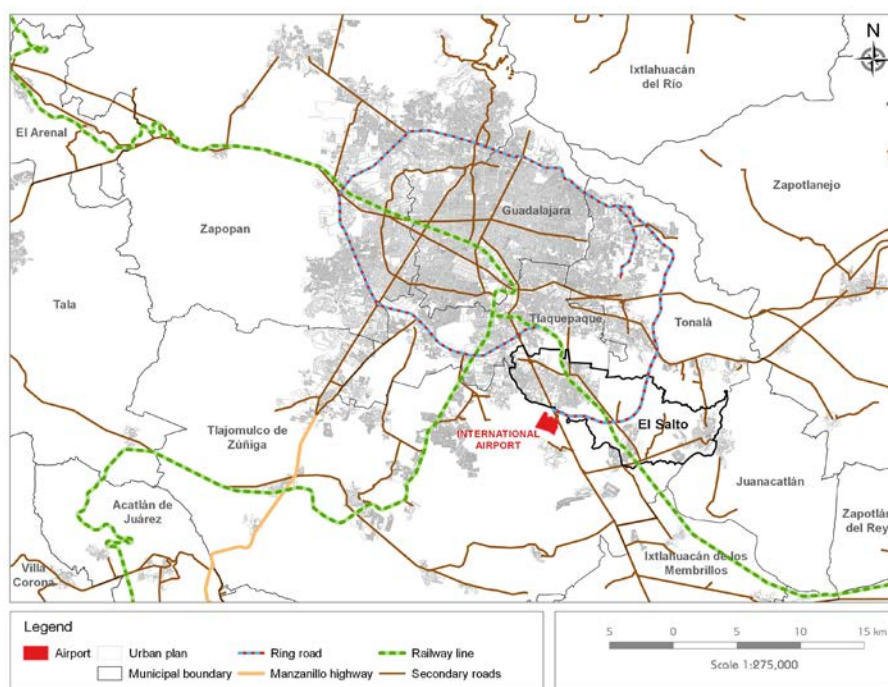 N
Ixtlahuacán
del Río
El Arenal
Zapotlanejo
Guadalajara
Zapopan
Tala
Tlaquepaque
Tonalá
El Salto
Tlajomulco de
Zúñiga
INTERNATIONAL
AIRPORT
Juanacatlán
Acatlán de
Juárez
Zapotlán
del Rey
Villa
Corona
Ixtlahuacán de los
Membrillos
Legend
Airport
Urban plan
Ring road
Railway line
Municipal boundary
Manzanillo highway
Secondary roads
5 0 5 10 15 km
Scale 1:275,000